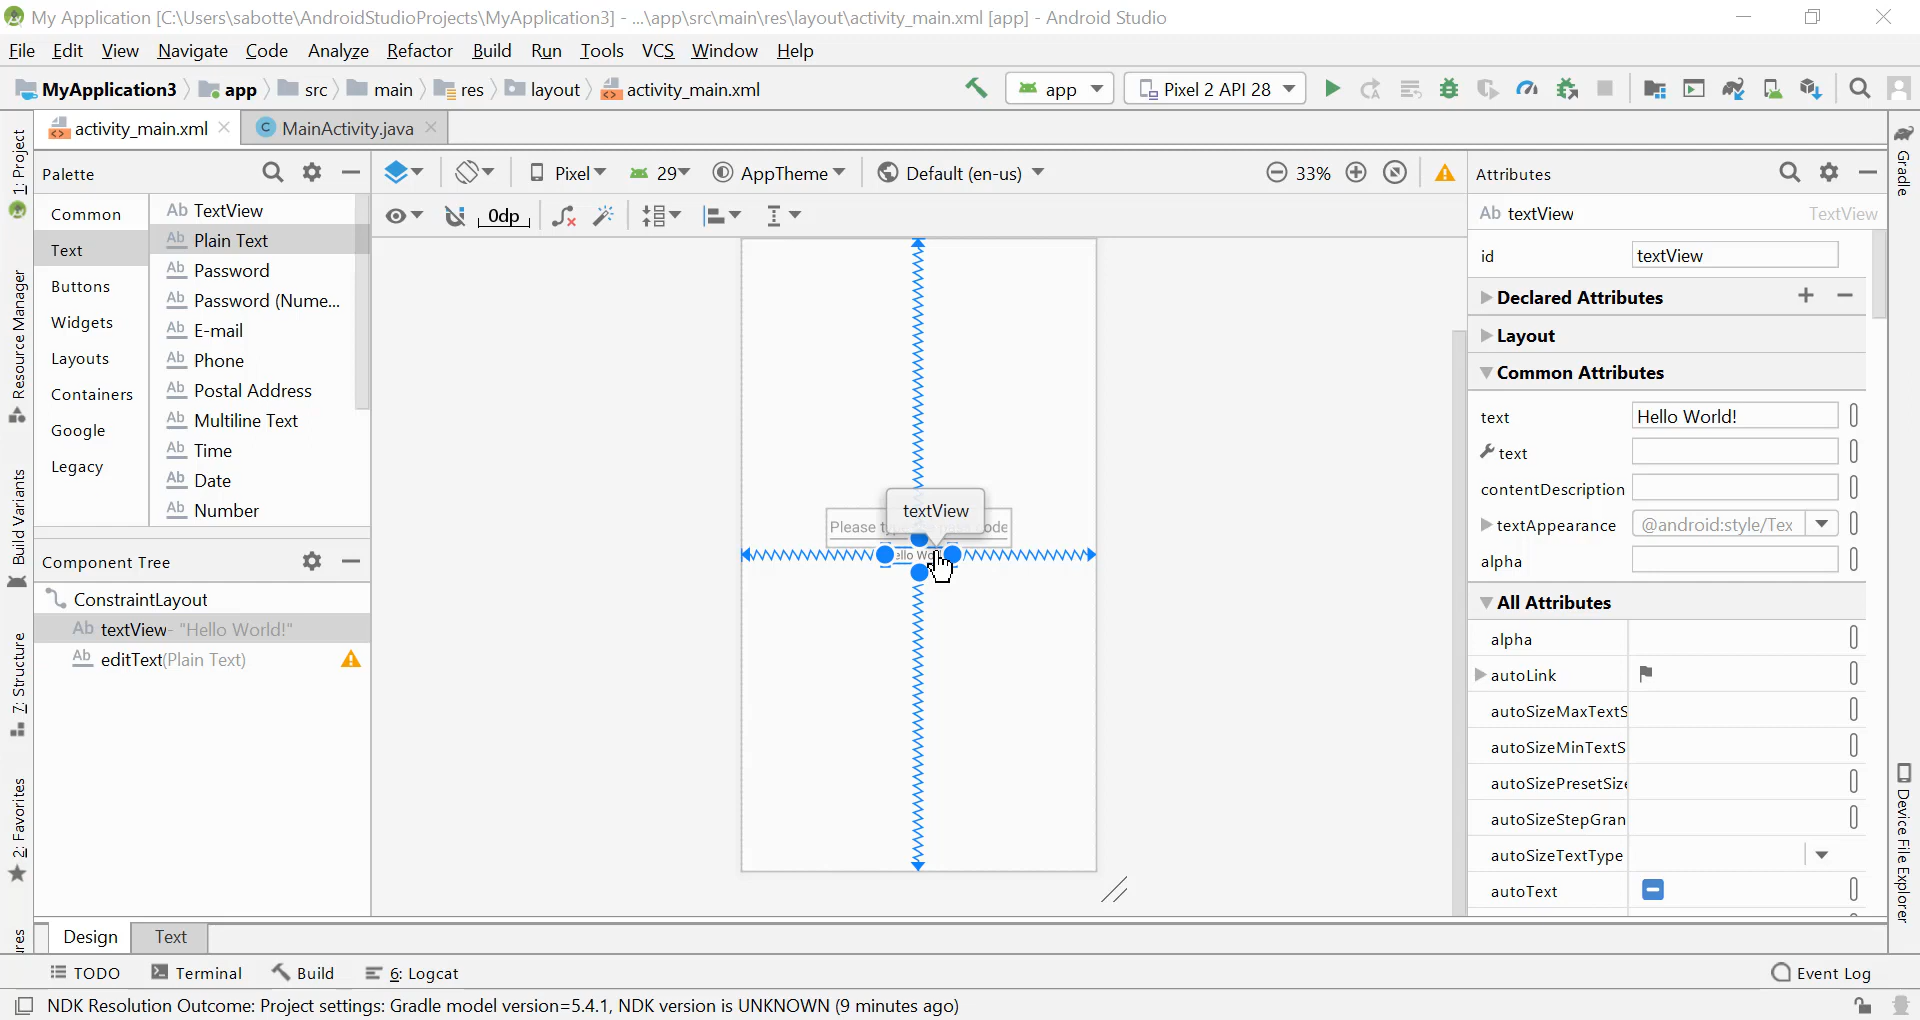 My Application [C:\Users\sabotte\AndroidStudioProjects\MyApplication3] - ...\app\src\main\res\layout\activity_main.xml [app] - Android Studio
File Edit View Navigate Code Analyze Refactor Build Run Tools VCS Window Help
MyApplication3 app src main res layout activity_main.xml app Pixel 2 API 28
activity_main.xml MainActivity.java
1: Project
Resource Manager
Build Variants
7: Structure
2: Favorites
Palette
Common
Text
Buttons
Widgets
Layouts
Containers
Google
Legacy
Ab TextView
Ab Plain Text
Ab Password
Ab Password (Nume...
Ab E-mail
Ab Phone
Ab Postal Address
Ab Multiline Text
Ab Time
Ab Date
Ab Number
Component Tree
ConstraintLayout
Ab textView- "Hello World!"
Ab editText(Plain Text)
Pixel 29 AppTheme Default (en-us) 33%
0dp
textView
Please
Attributes
Ab textView TextView
id textView
Declared Attributes
Layout
Common Attributes
text Hello World!
text
contentDescription
textAppearance @android:style/Tex
alpha
All Attributes
alpha
autoLink
autoSizeMaxTextS
autoSizeMinTextS
autoSizePresetSize
autoSizeStepGran
autoSizeTextType
autoText
Gradle
Device File Explorer
Design Text
TODO Terminal Build 6: Logcat Event Log
NDK Resolution Outcome: Project settings: Gradle model version=5.4.1, NDK version is UNKNOWN (9 minutes ago)